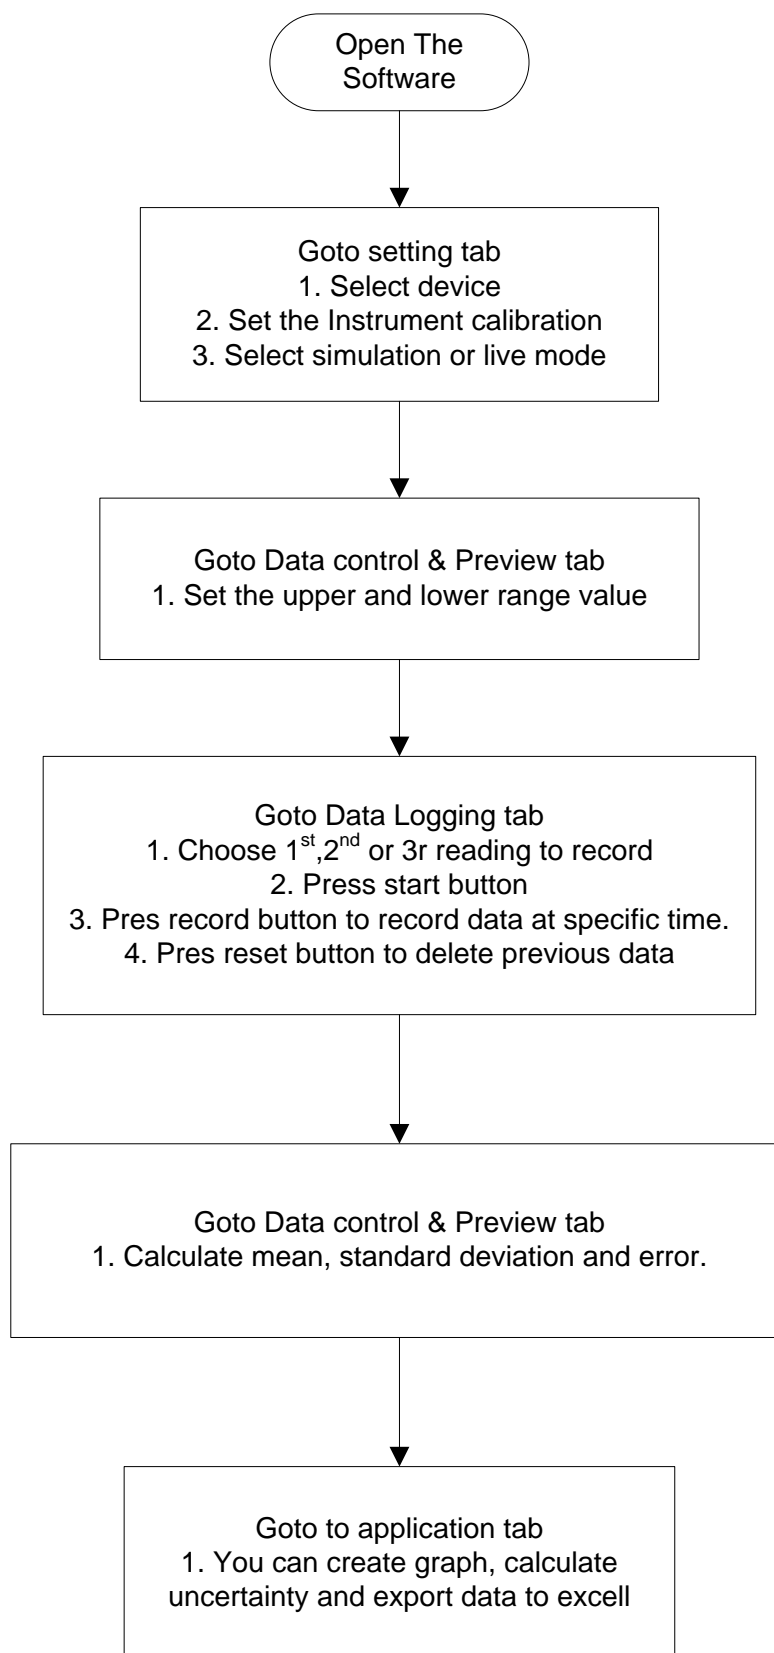 Open The
Software
Goto setting tab
1. Select device
2. Set the Instrument calibration
3. Select simulation or live mode
Goto Data control & Preview tab
1. Set the upper and lower range value
Goto Data Logging tab
1. Choose 1st,2nd or 3r reading to record
2. Press start button
3. Pres record button to record data at specific time.
4. Pres reset button to delete previous data
Goto Data control & Preview tab
1. Calculate mean, standard deviation and error.
Goto to application tab
1. You can create graph, calculate
uncertainty and export data to excell